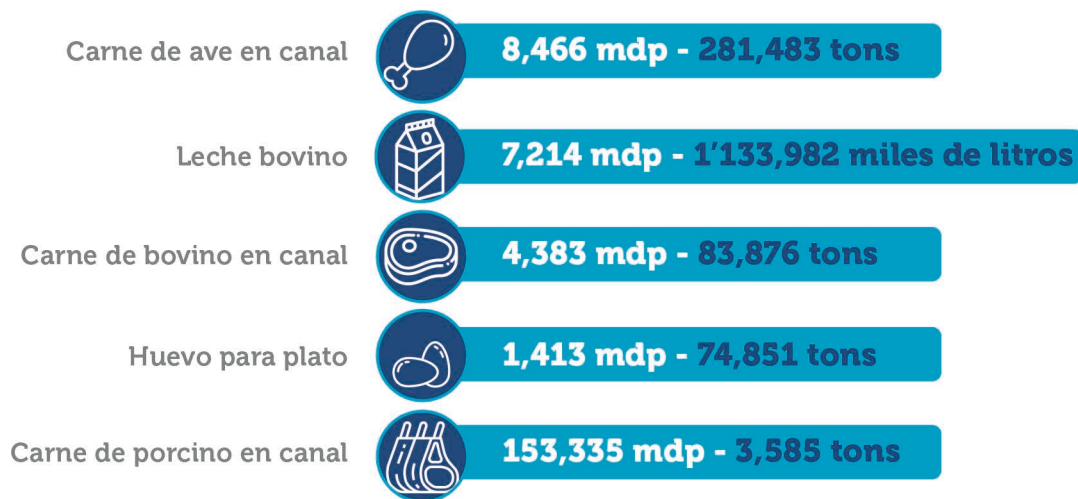 Carne de ave en canal 8,466 mdp - 281,483 tons
Leche bovino 7,214 mdp - 1'133,982 miles de litros
Carne de bovino en canal 4,383 mdp - 83,876 tons
Huevo para plato 1,413 mdp - 74,851 tons
Carne de porcino en canal 153,335 mdp - 3,585 tons